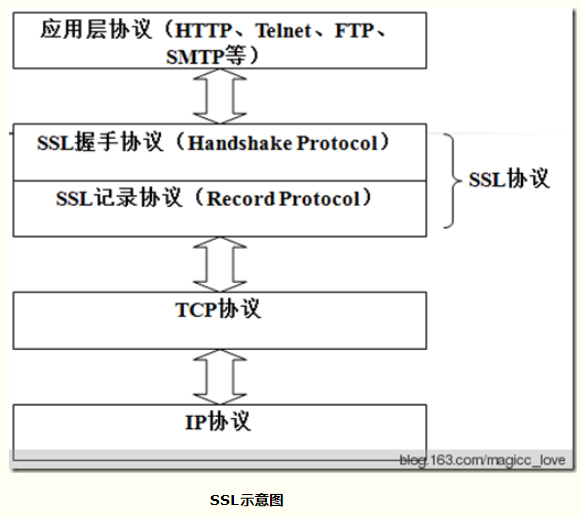 应用层协议（HTTP、Telnet、FTP、
SMTP等）
SSL握手协议（Handshake Protocol）
SSL记录协议（Record Protocol）
SSL协议
TCP协议
IP协议
blog.163.com/magicc_love
SSL示意图